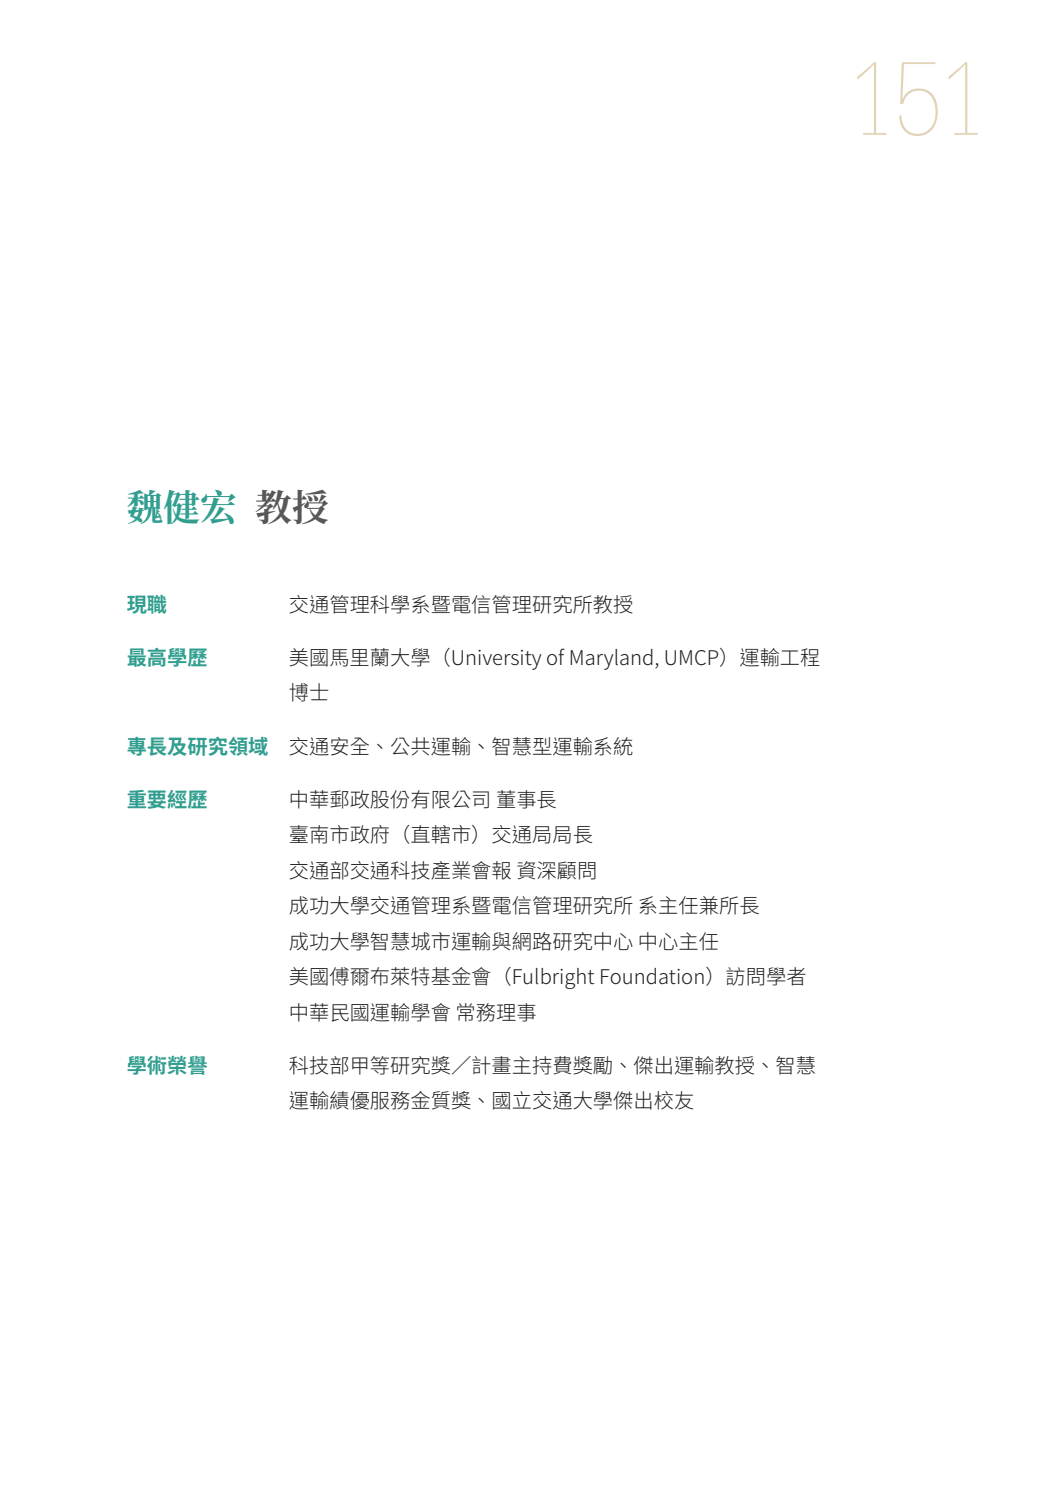 151
魏健宏 教授
現職 交通管理科學系暨電信管理研究所教授
最高學歷 美國馬里蘭大學（University of Maryland, UMCP）運輸工程
博士
專長及研究領域 交通安全、公共運輸、智慧型運輸系統
重要經歷 中華郵政股份有限公司 董事長
臺南市政府（直轄市）交通局局長
交通部交通科技產業會報 資深顧問
成功大學交通管理系暨電信管理研究所 系主任兼所長
成功大學智慧城市運輸與網路研究中心 中心主任
美國傅爾布萊特基金會（Fulbright Foundation）訪問學者
中華民國運輸學會 常務理事
學術榮譽 科技部甲等研究獎／計畫主持費獎勵、傑出運輸教授、智慧
運輸績優服務金質獎、國立交通大學傑出校友